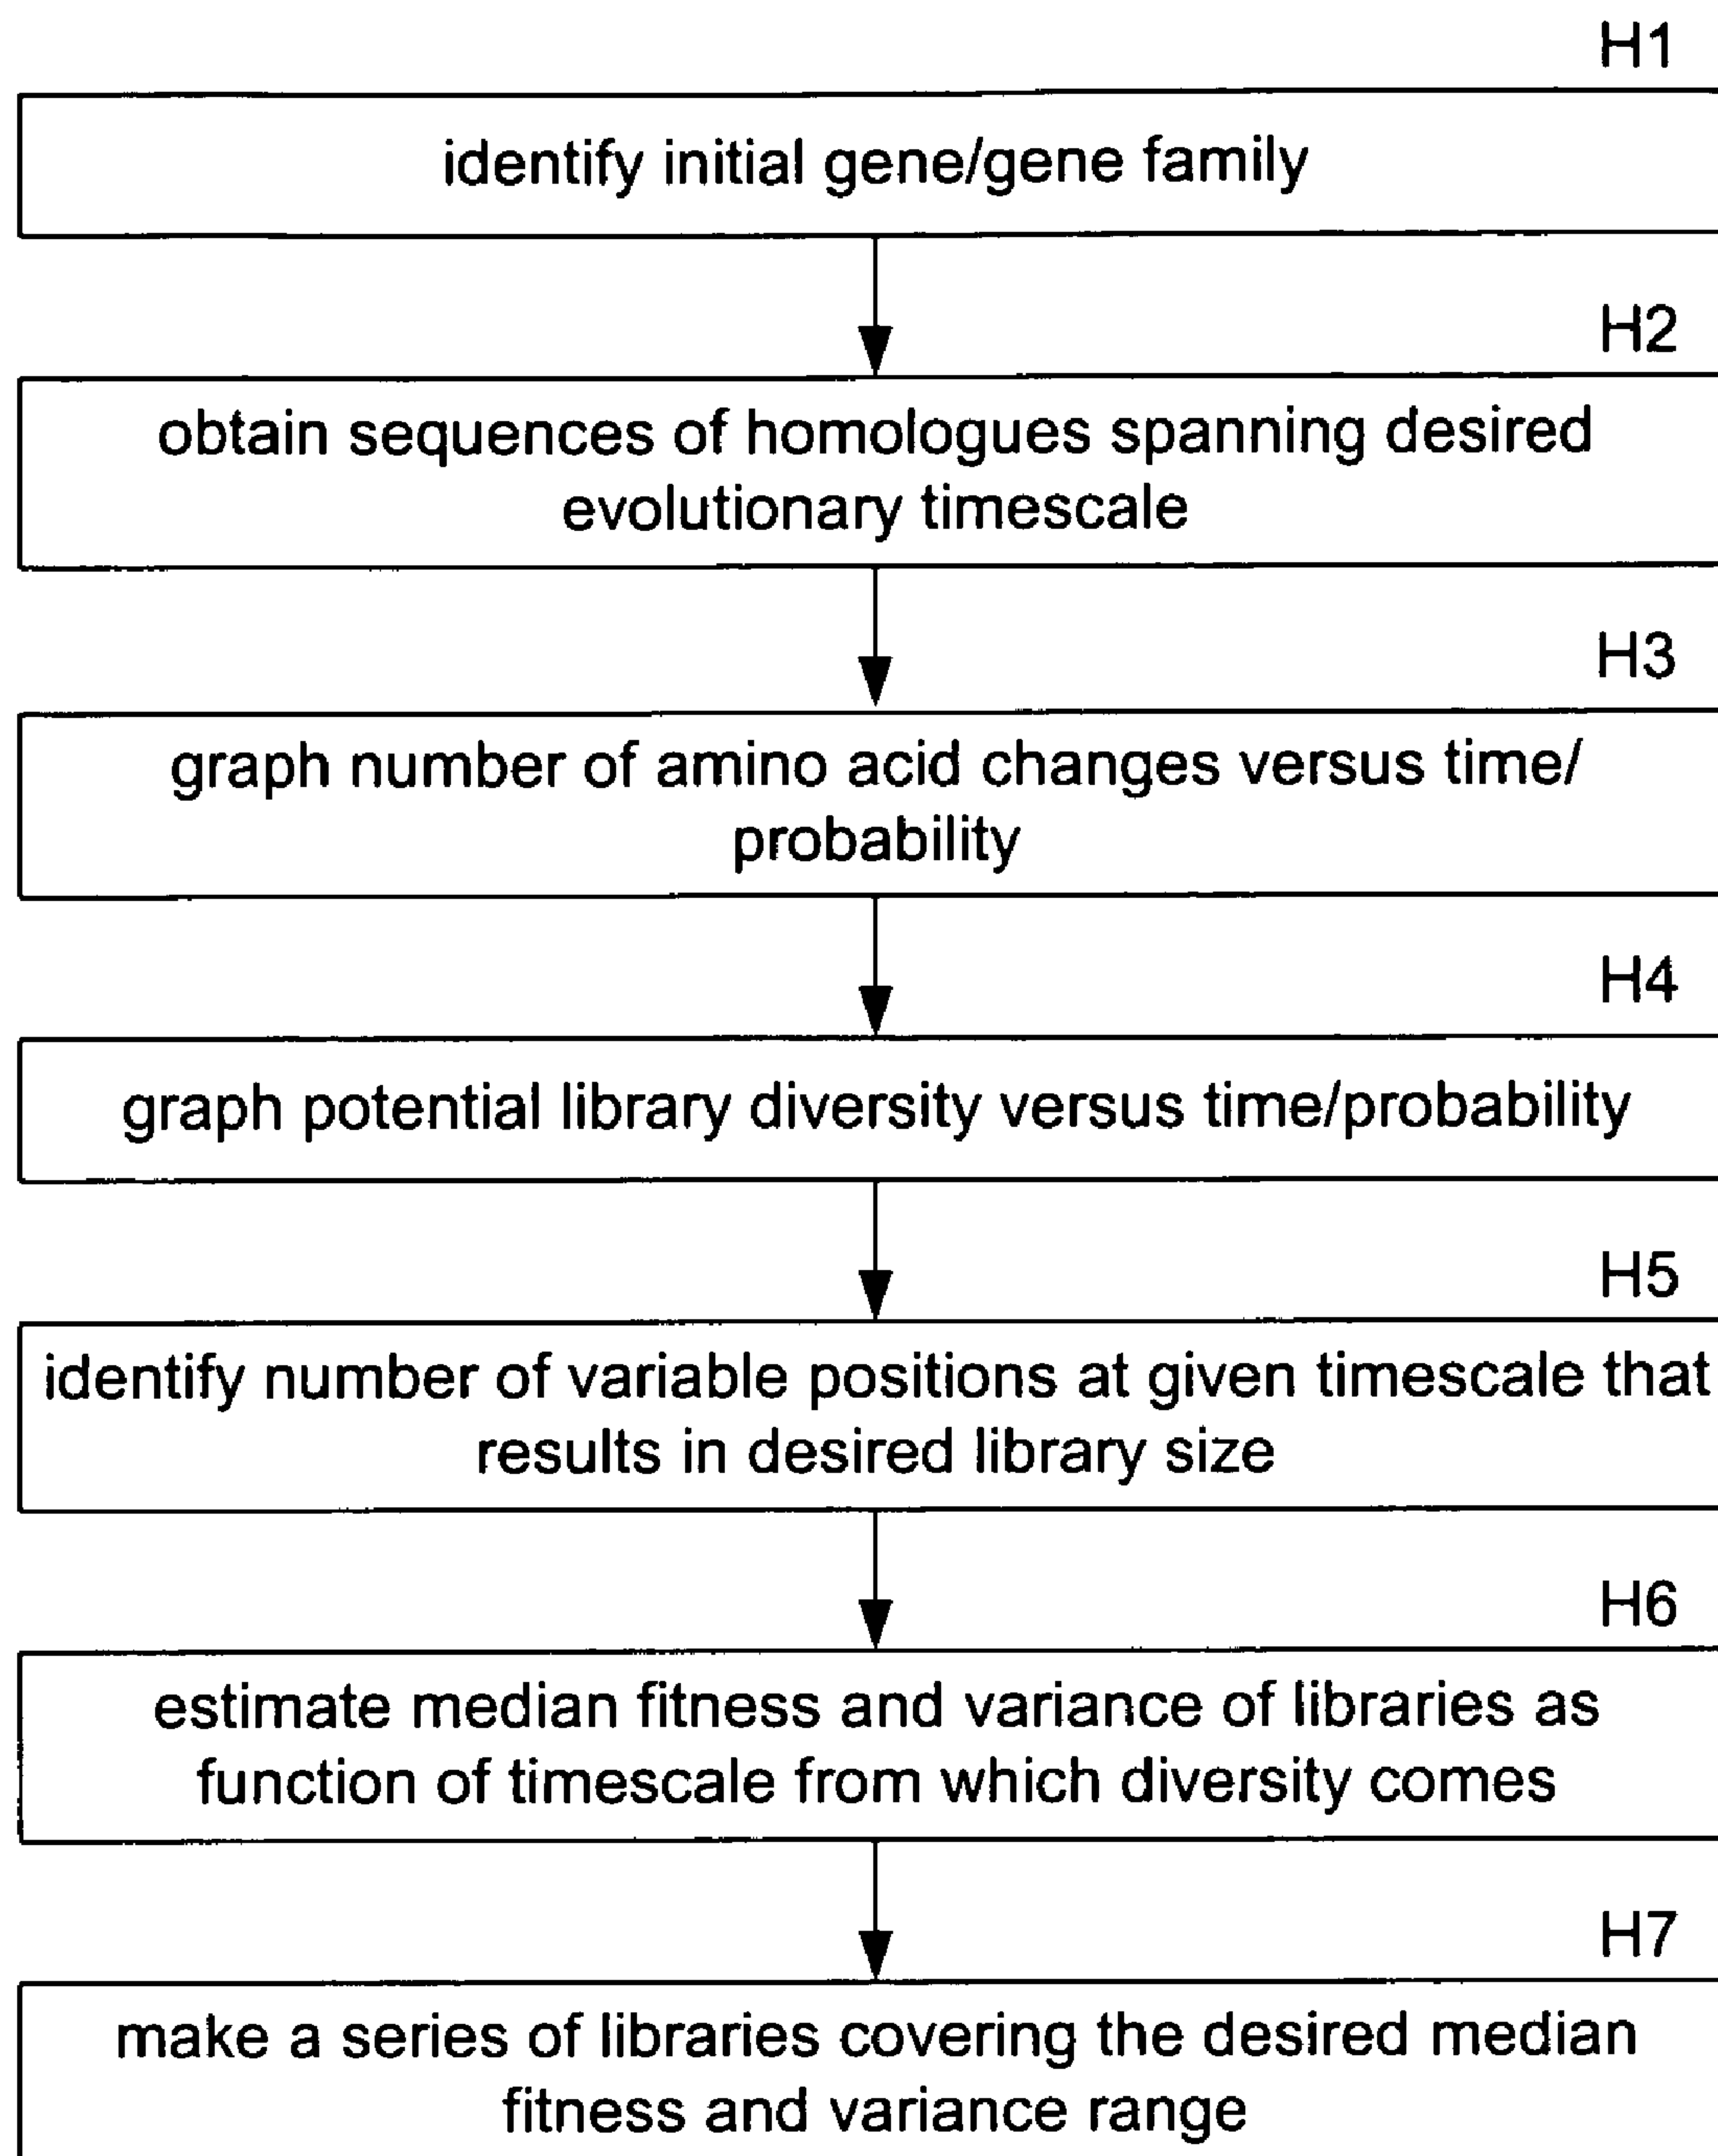 H1
identify initial gene/gene family
H2
obtain sequences of homologues spanning desired
evolutionary timescale
H3
graph number of amino acid changes versus time/
probability
H4
graph potential library diversity versus time/probability
H5
identify number of variable positions at given timescale that
results in desired library size
H6
estimate median fitness and variance of libraries as
function of timescale from which diversity comes
H7
make a series of libraries covering the desired median
fitness and variance range